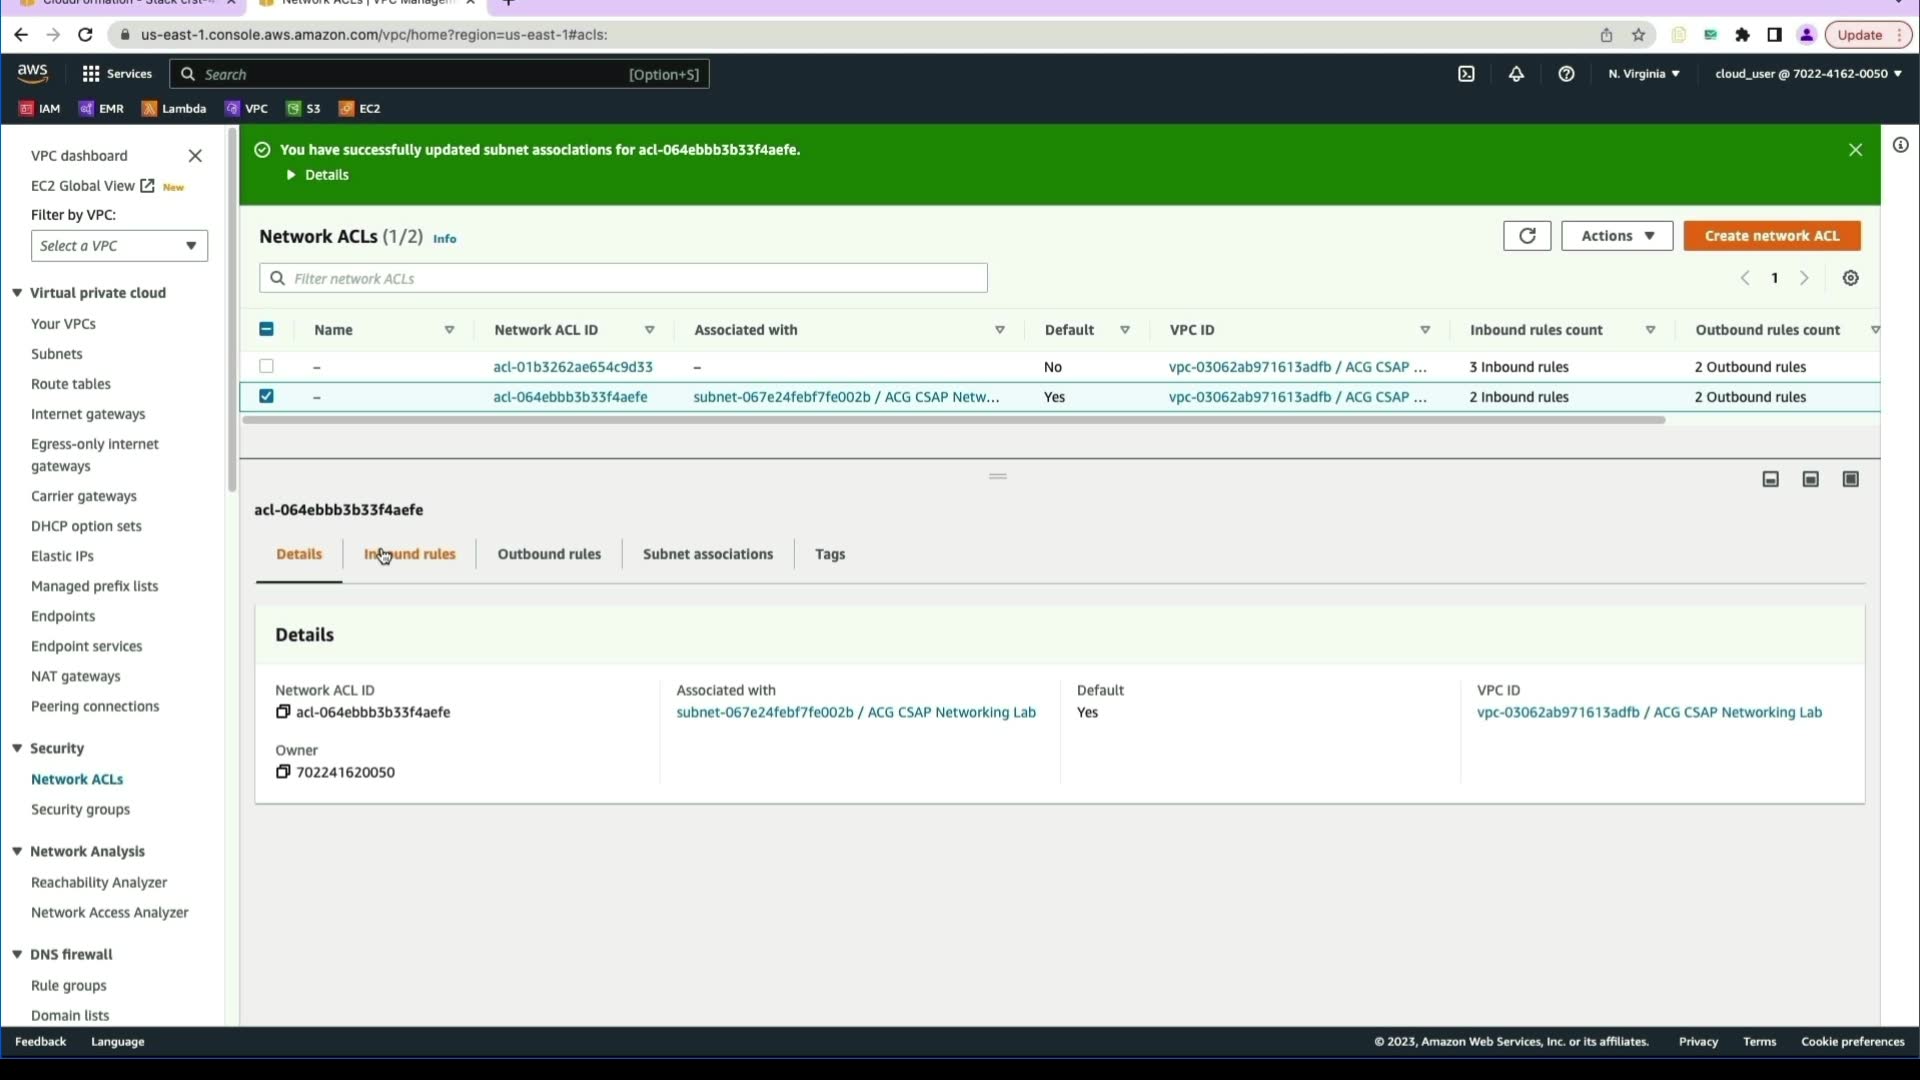 CloudFormation - Stack
Network ACLs | VPC Managem
us-east-1.console.aws.amazon.com/vpc/home?region=us-east-1#acls:
Update
aws
Services
Search
[Option+S]
N. Virginia
cloud_user @ 7022-4162-0050
IAM
EMR
Lambda
VPC
S3
EC2
VPC dashboard
EC2 Global View
New
Filter by VPC:
Select a VPC
Virtual private cloud
Your VPCs
Subnets
Route tables
Internet gateways
Egress-only internet
gateways
Carrier gateways
DHCP option sets
Elastic IPs
Managed prefix lists
Endpoints
Endpoint services
NAT gateways
Peering connections
Security
Network ACLs
Security groups
Network Analysis
Reachability Analyzer
Network Access Analyzer
DNS firewall
Rule groups
Domain lists
You have successfully updated subnet associations for acl-064ebbb3b33f4aefe.
Details
Network ACLs (1/2) Info
Actions
Create network ACL
Filter network ACLs
1
Name
Network ACL ID
Associated with
Default
VPC ID
Inbound rules count
Outbound rules count
– acl-01b3262ae654c9d33 – No vpc-03062ab971613adfb / ACG CSAP ... 3 Inbound rules 2 Outbound rules
– acl-064ebbb3b33f4aefe subnet-067e24febf7fe002b / ACG CSAP Netw... Yes vpc-03062ab971613adfb / ACG CSAP ... 2 Inbound rules 2 Outbound rules
acl-064ebbb3b33f4aefe
Details
Inbound rules
Outbound rules
Subnet associations
Tags
Details
Network ACL ID
acl-064ebbb3b33f4aefe
Associated with
subnet-067e24febf7fe002b / ACG CSAP Networking Lab
Default
Yes
VPC ID
vpc-03062ab971613adfb / ACG CSAP Networking Lab
Owner
702241620050
Feedback
Language
© 2023, Amazon Web Services, Inc. or its affiliates.
Privacy
Terms
Cookie preferences